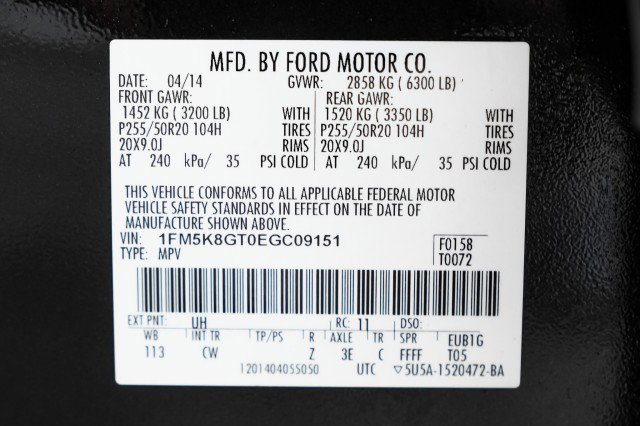 MFD. BY FORD MOTOR CO.
DATE: 04/14 GVWR: 2858 KG ( 6300 LB)
FRONT GAWR: REAR GAWR:
1452 KG ( 3200 LB) WITH 1520 KG ( 3350 LB) WITH
P255/50R20 104H TIRES P255/50R20 104H TIRES
20X9.0J RIMS 20X9.0J RIMS
AT 240 kPa/ 35 PSI COLD AT 240 kPa/ 35 PSI COLD
THIS VEHICLE CONFORMS TO ALL APPLICABLE FEDERAL MOTOR
VEHICLE SAFETY STANDARDS IN EFFECT ON THE DATE OF
MANUFACTURE SHOWN ABOVE.
VIN: 1FM5K8GT0EGC09151 F0158
TYPE: MPV T0072
EXT PNT: UH RC: 11 DSO:
WB INT TR TP/PS R AXLE TR SPR EUB1G
113 CW Z 3E C FFFF T05
1201404055050 UTC ▽5U5A-1520472-BA